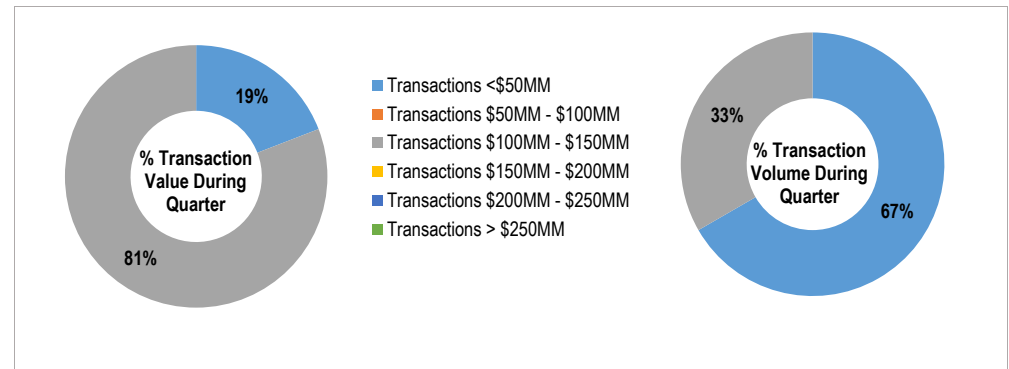 19%
% Transaction
Value During
Quarter
81%
Transactions <$50MM
Transactions $50MM - $100MM
Transactions $100MM - $150MM
Transactions $150MM - $200MM
Transactions $200MM - $250MM
Transactions > $250MM
33%
% Transaction
Volume During
Quarter
67%